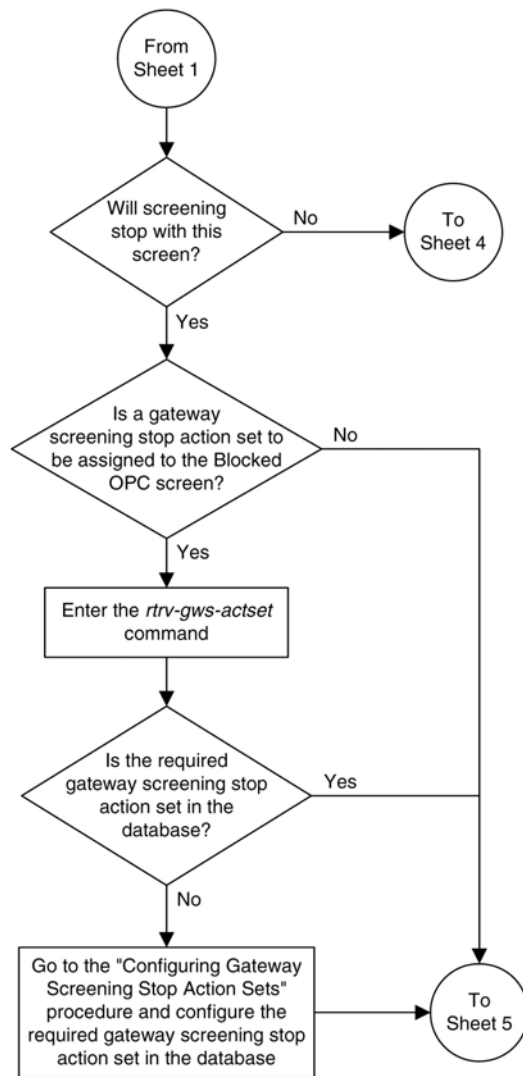 From
Sheet 1
Will screening
stop with this
screen?
No
To
Sheet 4
Yes
Is a gateway
screening stop action set to
be assigned to the Blocked
OPC screen?
No
Yes
Enter the rtrv-gws-actset
command
Is the required
gateway screening stop
action set in the
database?
Yes
No
Go to the "Configuring Gateway
Screening Stop Action Sets"
procedure and configure the
required gateway screening stop
action set in the database
To
Sheet 5